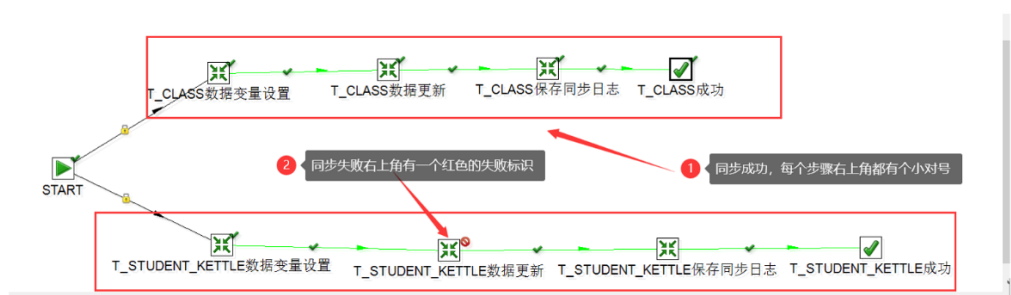 T_CLASS数据变量设置
T_CLASS数据更新
T_CLASS保存同步日志
T_CLASS成功
2 同步失败右上角有一个红色的失败标识
1 同步成功，每个步骤右上角都有个小对号
START
T_STUDENT_KETTLE数据变量设置
T_STUDENT_KETTLE数据更新
T_STUDENT_KETTLE保存同步日志
T_STUDENT_KETTLE成功